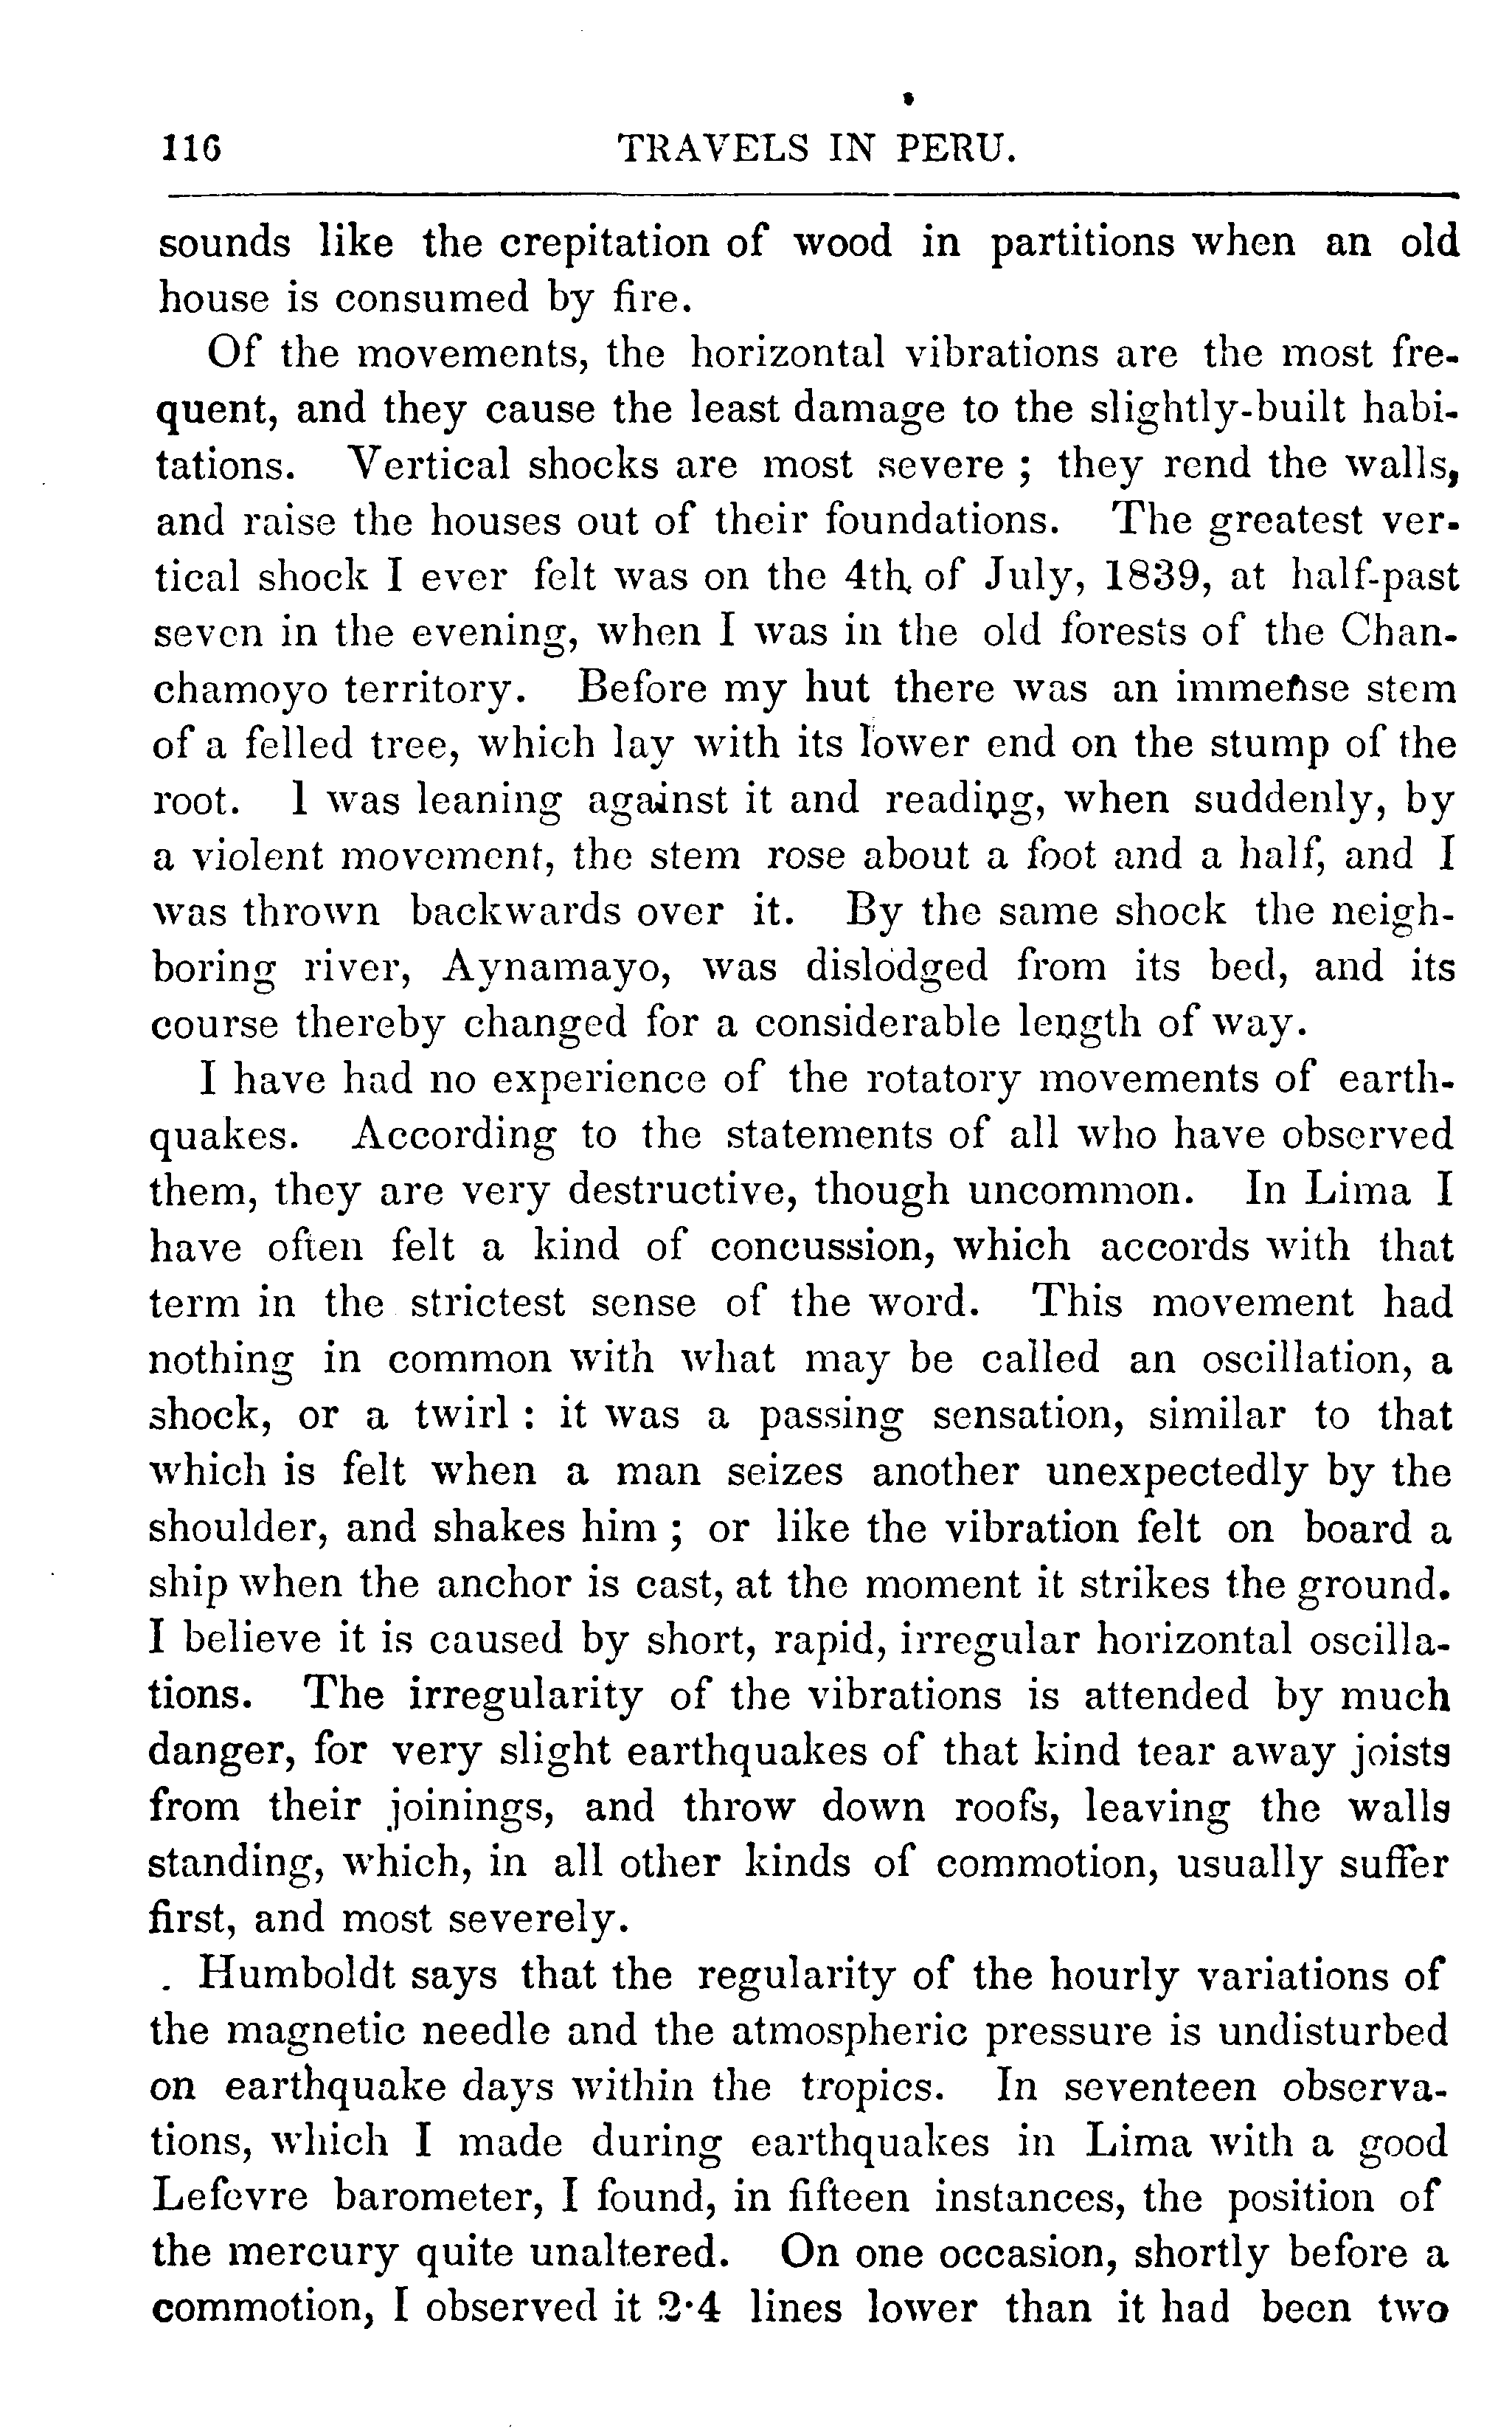 116 TRAVELS IN PERU.
sounds like the crepitation of wood in partitions when an old
house is consumed by fire.
Of the movements, the horizontal vibrations are the most fre-
quent, and they cause the least damage to the slightly-built habi-
tations. Vertical shocks are most severe ; they rend the walls,
and raise the houses out of their foundations. The greatest ver-
tical shock I ever felt was on the 4th of July, 1839, at half-past
seven in the evening, when I was in the old forests of the Chan-
chamoyo territory. Before my hut there was an immense stem
of a felled tree, which lay with its lower end on the stump of the
root. I was leaning against it and reading, when suddenly, by
a violent movement, the stem rose about a foot and a half, and I
was thrown backwards over it. By the same shock the neigh-
boring river, Aynamayo, was dislodged from its bed, and its
course thereby changed for a considerable length of way.
I have had no experience of the rotatory movements of earth-
quakes. According to the statements of all who have observed
them, they are very destructive, though uncommon. In Lima I
have often felt a kind of concussion, which accords with that
term in the strictest sense of the word. This movement had
nothing in common with what may be called an oscillation, a
shock, or a twirl : it was a passing sensation, similar to that
which is felt when a man seizes another unexpectedly by the
shoulder, and shakes him ; or like the vibration felt on board a
ship when the anchor is cast, at the moment it strikes the ground.
I believe it is caused by short, rapid, irregular horizontal oscilla-
tions. The irregularity of the vibrations is attended by much
danger, for very slight earthquakes of that kind tear away joists
from their joinings, and throw down roofs, leaving the walls
standing, which, in all other kinds of commotion, usually suffer
first, and most severely.
Humboldt says that the regularity of the hourly variations of
the magnetic needle and the atmospheric pressure is undisturbed
on earthquake days within the tropics. In seventeen observa-
tions, which I made during earthquakes in Lima with a good
Lefevre barometer, I found, in fifteen instances, the position of
the mercury quite unaltered. On one occasion, shortly before a
commotion, I observed it 2·4 lines lower than it had been two